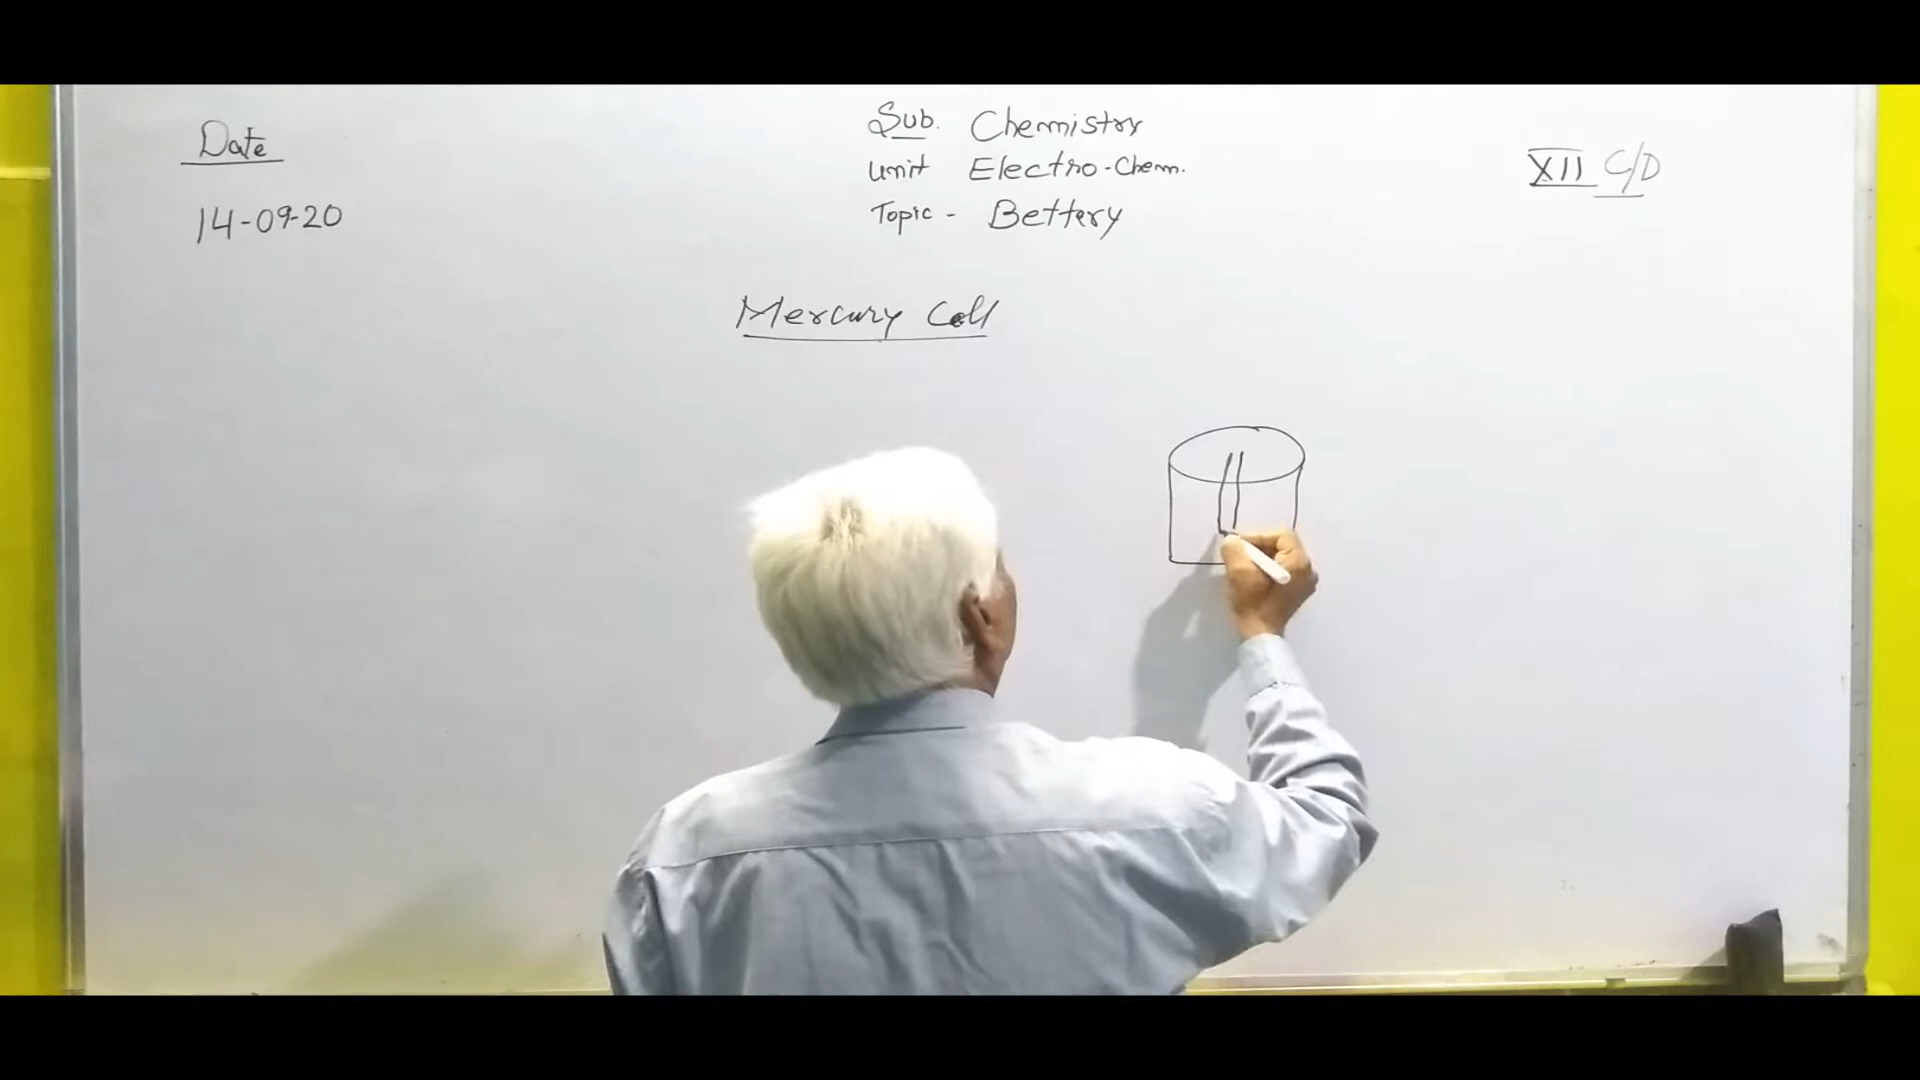 Date
14-09-20
Sub. Chemistry
Unit Electro-Chem.
Topic - Bettery
XII C/D
Mercury Cell